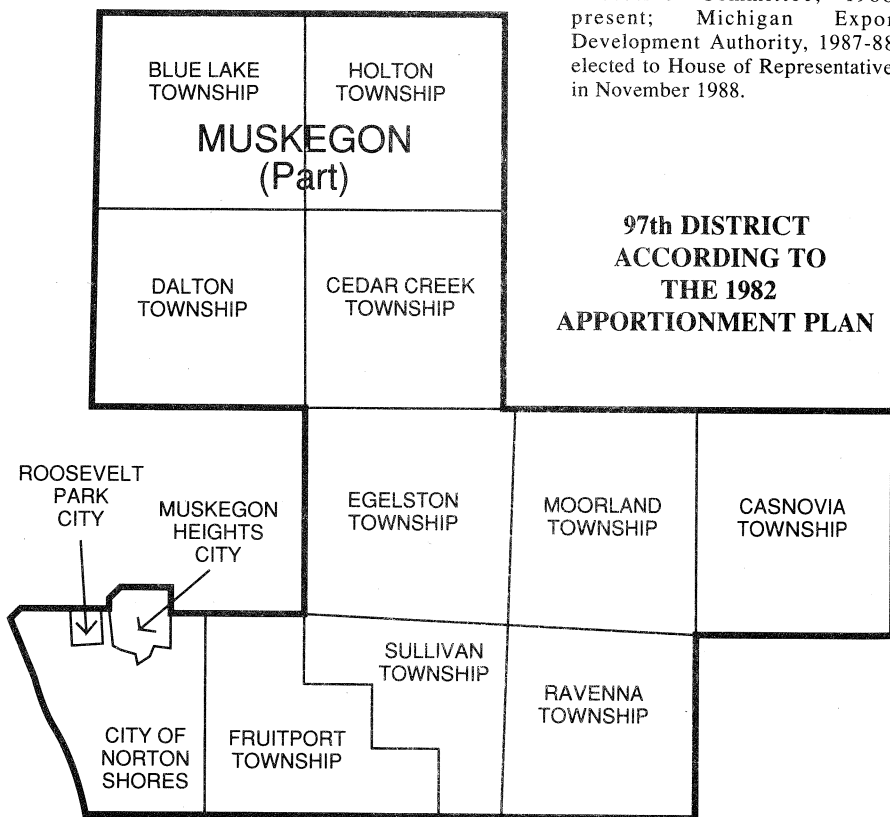 present; Michigan Expor
Development Authority, 1987-88
elected to House of Representative
in November 1988.
BLUE LAKE
TOWNSHIP
HOLTON
TOWNSHIP
MUSKEGON
(Part)
97th DISTRICT
ACCORDING TO
THE 1982
APPORTIONMENT PLAN
DALTON
TOWNSHIP
CEDAR CREEK
TOWNSHIP
ROOSEVELT
PARK
CITY
MUSKEGON
HEIGHTS
CITY
EGELSTON
TOWNSHIP
MOORLAND
TOWNSHIP
CASNOVIA
TOWNSHIP
SULLIVAN
TOWNSHIP
RAVENNA
TOWNSHIP
CITY OF
NORTON
SHORES
FRUITPORT
TOWNSHIP